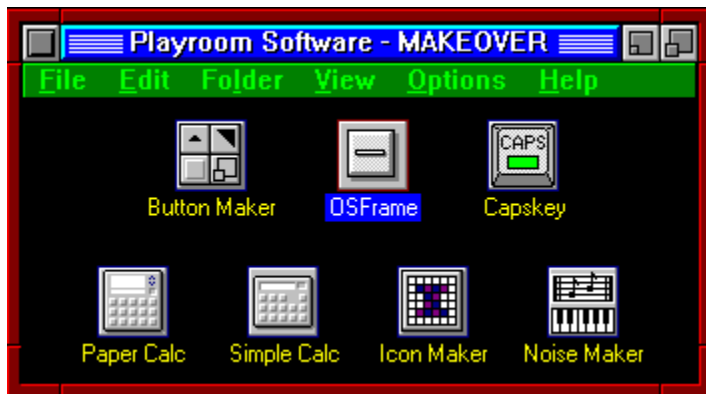 Playroom Software - MAKEOVER
File Edit Folder View Options Help
CAPS
Button Maker OSFrame Capskey
Paper Calc Simple Calc Icon Maker Noise Maker